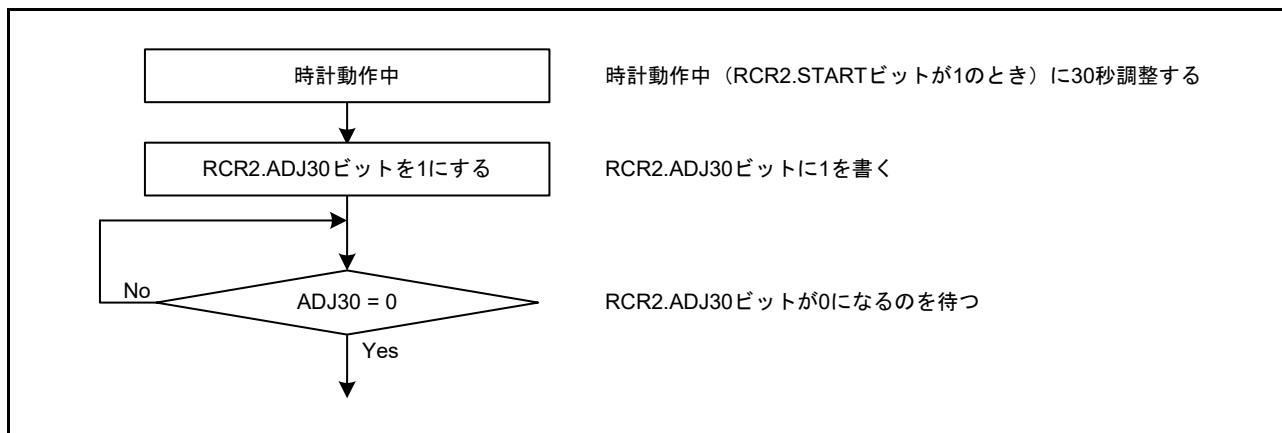 時計動作中
時計動作中（RCR2.STARTビットが1のとき）に30秒調整する
RCR2.ADJ30ビットを1にする
RCR2.ADJ30ビットに1を書く
No
ADJ30 = 0
RCR2.ADJ30ビットが0になるのを待つ
Yes